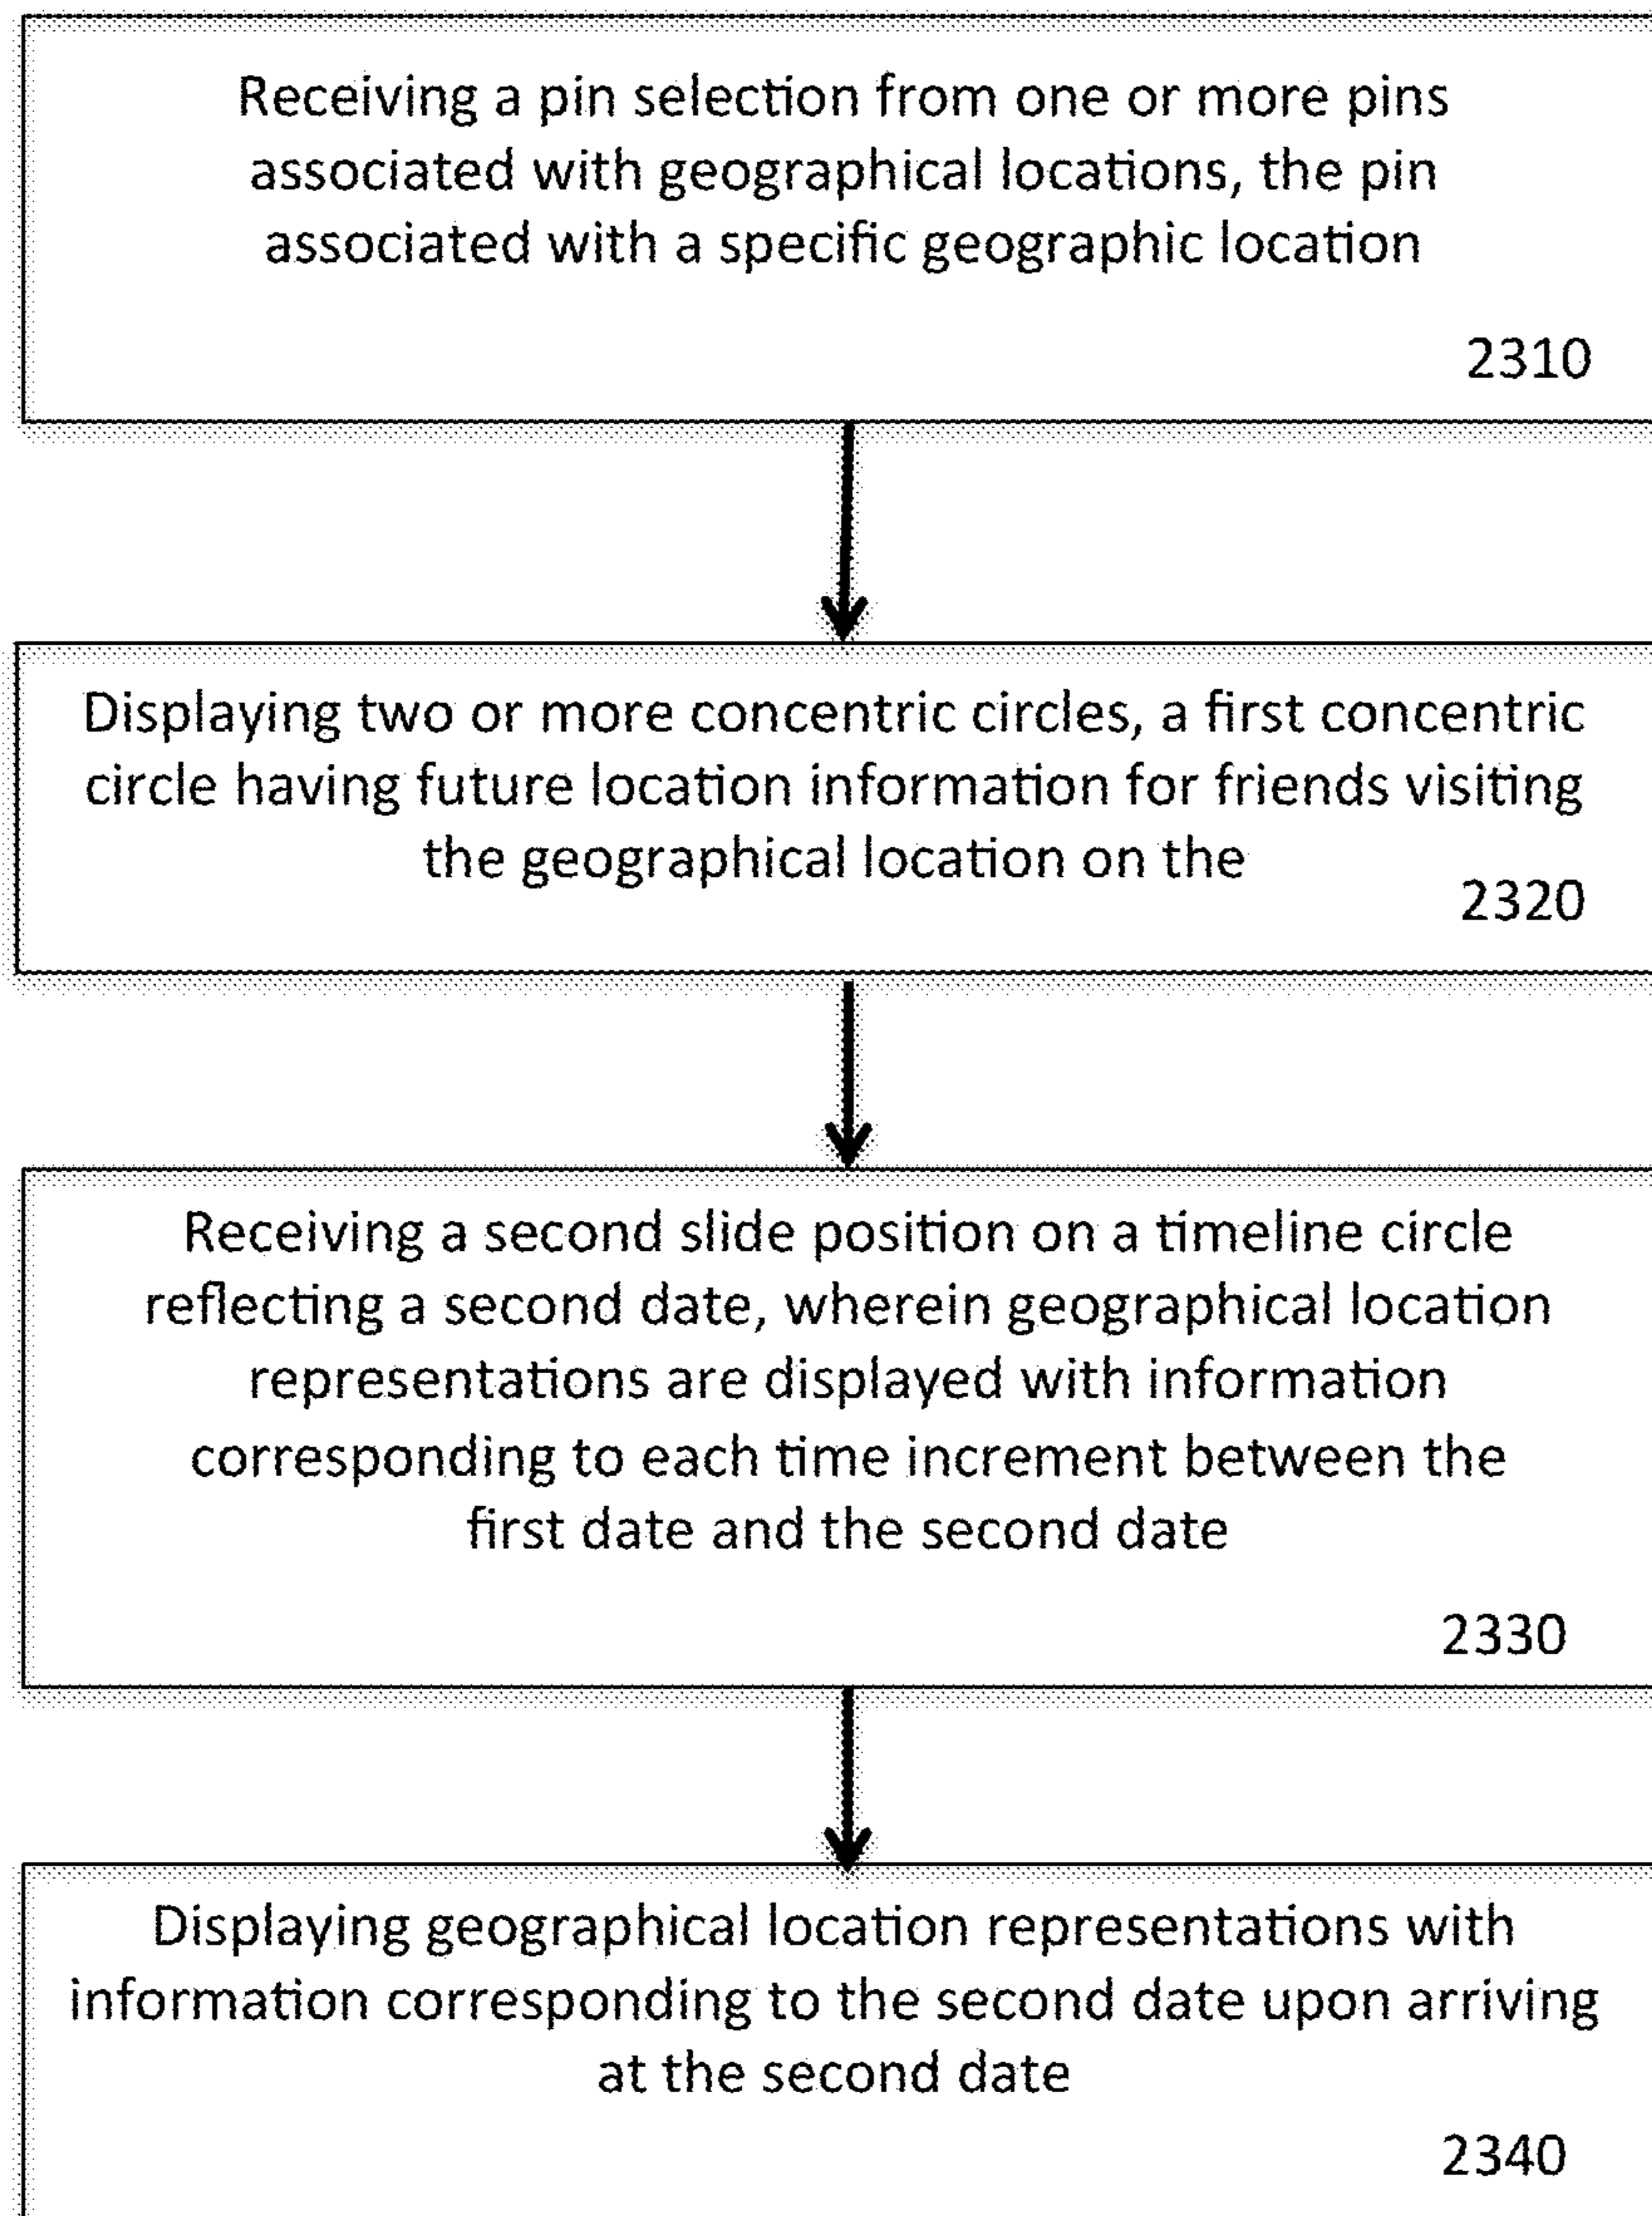 Receiving a pin selection from one or more pins
associated with geographical locations, the pin
associated with a specific geographic location
2310
Displaying two or more concentric circles, a first concentric
circle having future location information for friends visiting
the geographical location on the
2320
Receiving a second slide position on a timeline circle
reflecting a second date, wherein geographical location
representations are displayed with information
corresponding to each time increment between the
first date and the second date
2330
Displaying geographical location representations with
information corresponding to the second date upon arriving
at the second date
2340